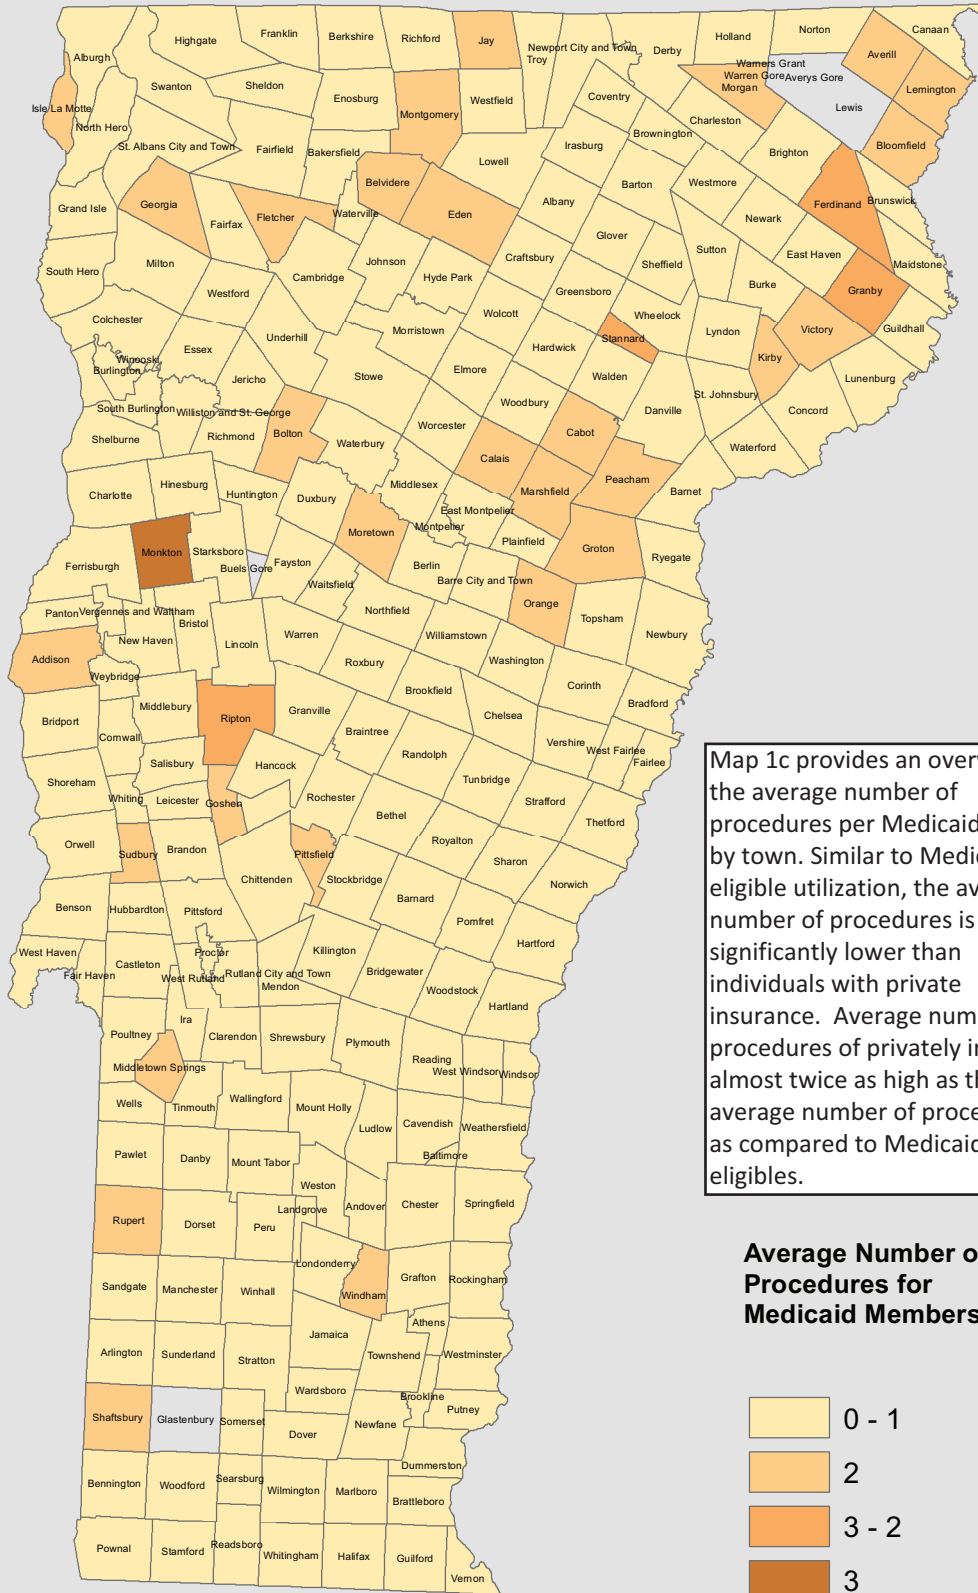 Alburgh
Highgate
Franklin
Berkshire
Richford
Jay
Newport City and Town
Troy
Derby
Holland
Norton
Canaan
Averill
Warners Grant
Warren Gore
Averys Gore
Morgan
Lewis
Lemington
Isle La Motte
Swanton
Sheldon
Enosburg
Montgomery
Westfield
Coventry
Charleston
Brownington
North Hero
St. Albans City and Town
Fairfield
Bakersfield
Lowell
Irasburg
Brighton
Bloomfield
Belvidere
Barton
Westmore
Ferdinand
Brunswick
Grand Isle
Georgia
Fairfax
Fletcher
Waterville
Eden
Albany
Newark
Glover
Sutton
East Haven
Maidstone
South Hero
Milton
Cambridge
Johnson
Hyde Park
Craftsbury
Sheffield
Burke
Granby
Westford
Greensboro
Colchester
Underhill
Morristown
Wolcott
Wheelock
Lyndon
Victory
Guildhall
Winooski
Burlington
Essex
Stannard
Hardwick
Kirby
Jericho
Stowe
Elmore
Walden
Lunenburg
South Burlington
Williston and St. George
Woodbury
Danville
St. Johnsbury
Concord
Shelburne
Richmond
Bolton
Waterbury
Worcester
Cabot
Waterford
Calais
Charlotte
Hinesburg
Huntington
Duxbury
Middlesex
Marshfield
Peacham
Barnet
East Montpelier
Montpelier
Moretown
Plainfield
Monkton
Starksboro
Buels Gore
Fayston
Berlin
Groton
Ryegate
Ferrisburgh
Waitsfield
Barre City and Town
Orange
Panton
Vergennes and Waltham
Bristol
Northfield
Topsham
New Haven
Lincoln
Warren
Williamstown
Newbury
Addison
Weybridge
Roxbury
Washington
Middlebury
Brookfield
Corinth
Bridport
Cornwall
Ripton
Granville
Chelsea
Bradford
Braintree
Vershire
West Fairlee
Fairlee
Salisbury
Hancock
Randolph
Shoreham
Whiting
Leicester
Goshen
Rochester
Tunbridge
Strafford
Bethel
Thetford
Orwell
Sudbury
Brandon
Pittsfield
Royalton
Sharon
Chittenden
Stockbridge
Norwich
Benson
Hubbardton
Pittsford
Barnard
Pomfret
West Haven
Fair Haven
Castleton
Proctor
West Rutland
Rutland City and Town
Mendon
Killington
Bridgewater
Hartford
Woodstock
Hartland
Poultney
Ira
Clarendon
Shrewsbury
Plymouth
Reading
West Windsor
Windsor
Middletown Springs
Wells
Tinmouth
Wallingford
Mount Holly
Ludlow
Cavendish
Weathersfield
Pawlet
Danby
Mount Tabor
Baltimore
Weston
Landgrove
Andover
Chester
Springfield
Rupert
Dorset
Peru
Londonderry
Windham
Grafton
Rockingham
Sandgate
Manchester
Winhall
Jamaica
Athens
Townshend
Westminster
Arlington
Sunderland
Stratton
Wardsboro
Brookline
Putney
Shaftsbury
Glastenbury
Somerset
Dover
Newfane
Dummerston
Bennington
Woodford
Searsburg
Wilmington
Marlboro
Brattleboro
Pownal
Stamford
Readsboro
Whitingham
Halifax
Guilford
Vernon
Map 1c provides an over
the average number of
procedures per Medicaid
by town. Similar to Medic
eligible utilization, the av
number of procedures is
significantly lower than
individuals with private
insurance.  Average num
procedures of privately i
almost twice as high as t
average number of proce
as compared to Medicaid
eligibles.
Average Number o
Procedures for
Medicaid Members
0 - 1
2
3 - 2
3